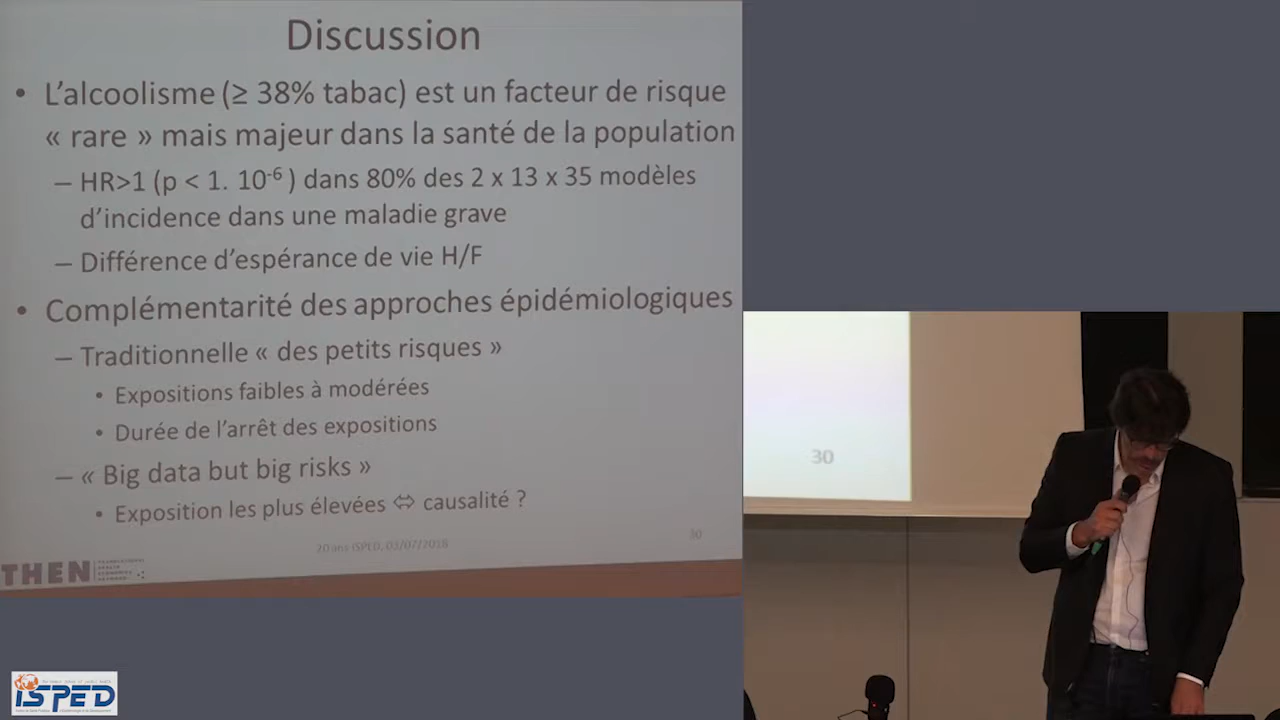 Discussion
• L'alcoolisme (≥ 38% tabac) est un facteur de risque
« rare » mais majeur dans la santé de la population
– HR>1 (p < 1. 10-6 ) dans 80% des 2 x 13 x 35 modèles
d'incidence dans une maladie grave
– Différence d'espérance de vie H/F
• Complémentarité des approches épidémiologiques
– Traditionnelle « des petits risques »
• Expositions faibles à modérées
• Durée de l'arrêt des expositions
– « Big data but big risks »
• Exposition les plus élevées ⇔ causalité ?
20 ans ISPED, 03/07/2018
30
THEN
30
ISPED